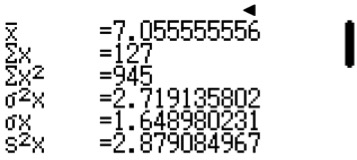 x̄ =7.055555556
Σx =127
Σx² =945
σ²x =2.719135802
σx =1.648980231
s²x =2.879084967